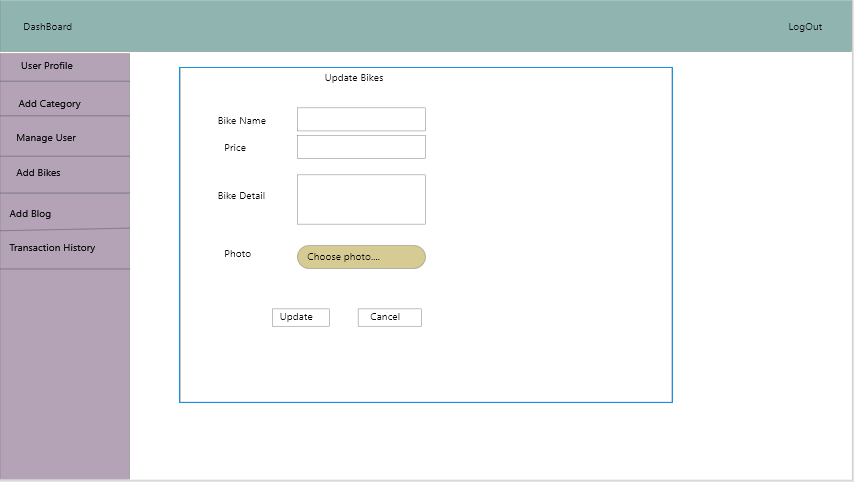 DashBoard
LogOut
User Profile
Add Category
Manage User
Add Bikes
Add Blog
Transaction History
Update Bikes
Bike Name
Price
Bike Detail
Photo
Choose photo....
Update
Cancel